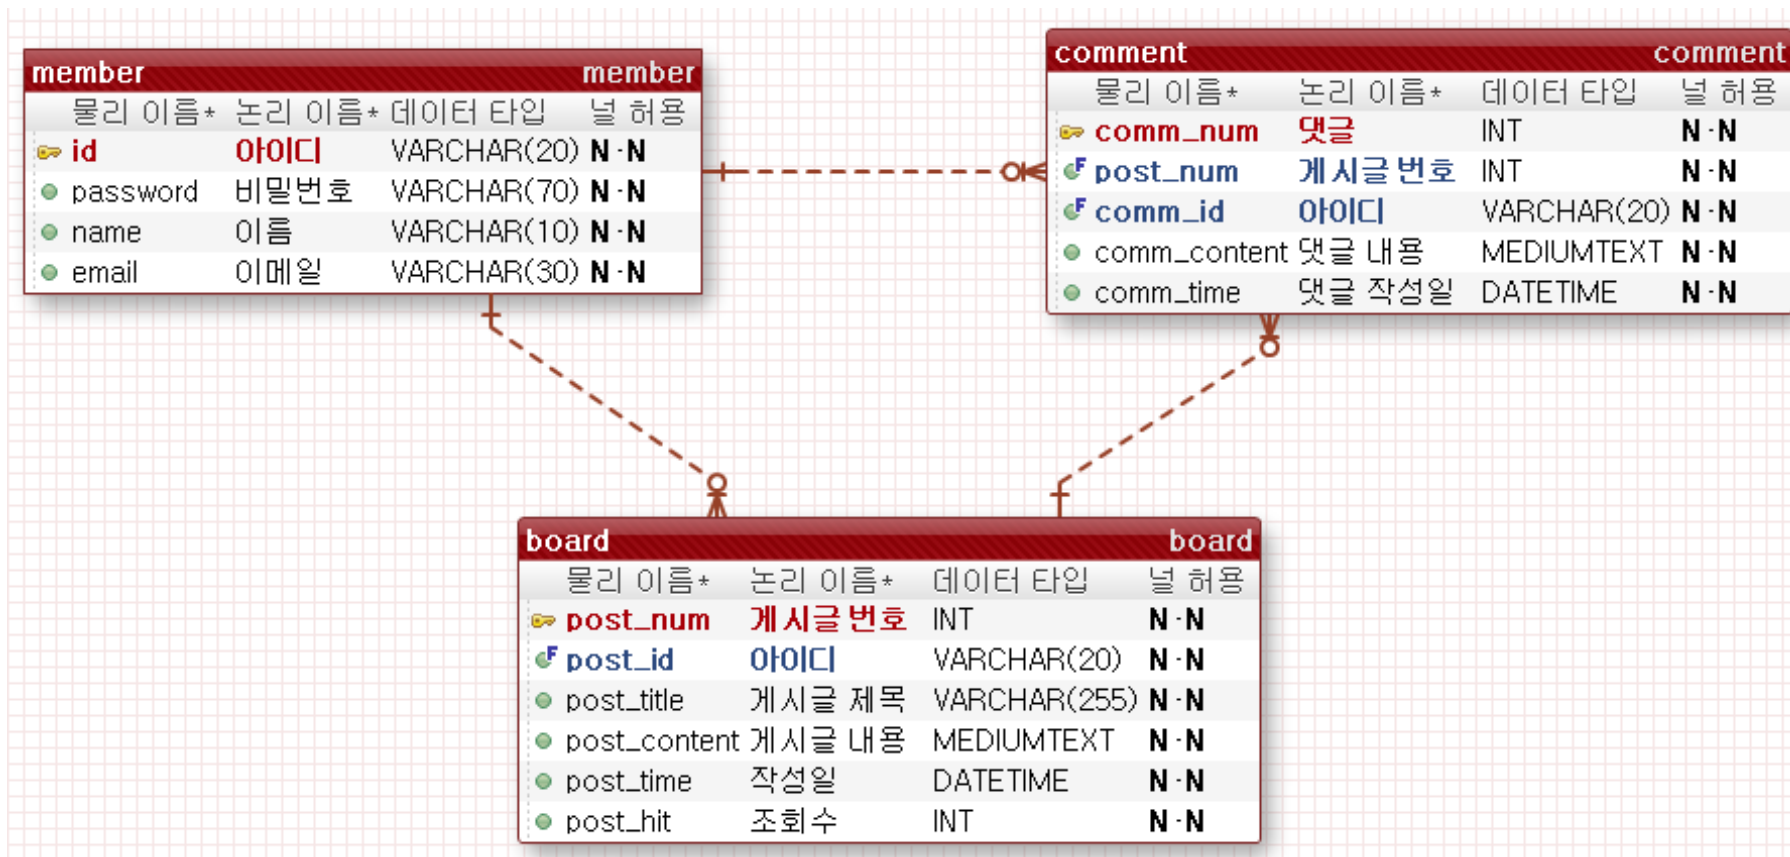 member member
물리 이름* 논리 이름* 데이터 타입 널 허용
id 아이디 VARCHAR(20) N·N
password 비밀번호 VARCHAR(70) N·N
name 이름 VARCHAR(10) N·N
email 이메일 VARCHAR(30) N·N
comment comment
물리 이름* 논리 이름* 데이터 타입 널 허용
comm_num 댓글 INT N·N
F post_num 게시글 번호 INT N·N
F comm_id 아이디 VARCHAR(20) N·N
comm_content 댓글 내용 MEDIUMTEXT N·N
comm_time 댓글 작성일 DATETIME N·N
board board
물리 이름* 논리 이름* 데이터 타입 널 허용
post_num 게시글 번호 INT N·N
F post_id 아이디 VARCHAR(20) N·N
post_title 게시글 제목 VARCHAR(255) N·N
post_content 게시글 내용 MEDIUMTEXT N·N
post_time 작성일 DATETIME N·N
post_hit 조회수 INT N·N